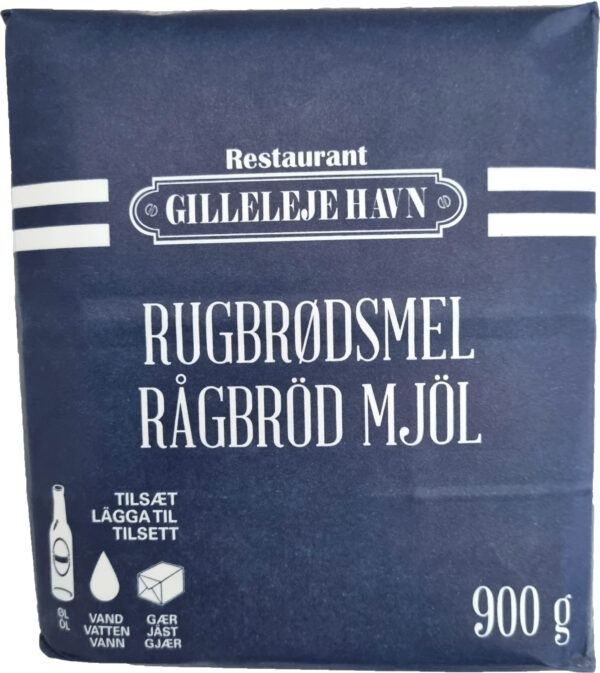 Restaurant
GILLELEJE HAVN
RUGBRØDSMEL
RÅGBRÖD MJÖL
TILSÆT
LÄGGA TIL
TILSETT
ØL
ÖL
VAND
VATTEN
VANN
GÆR
JÄST
GJÆR
900 g